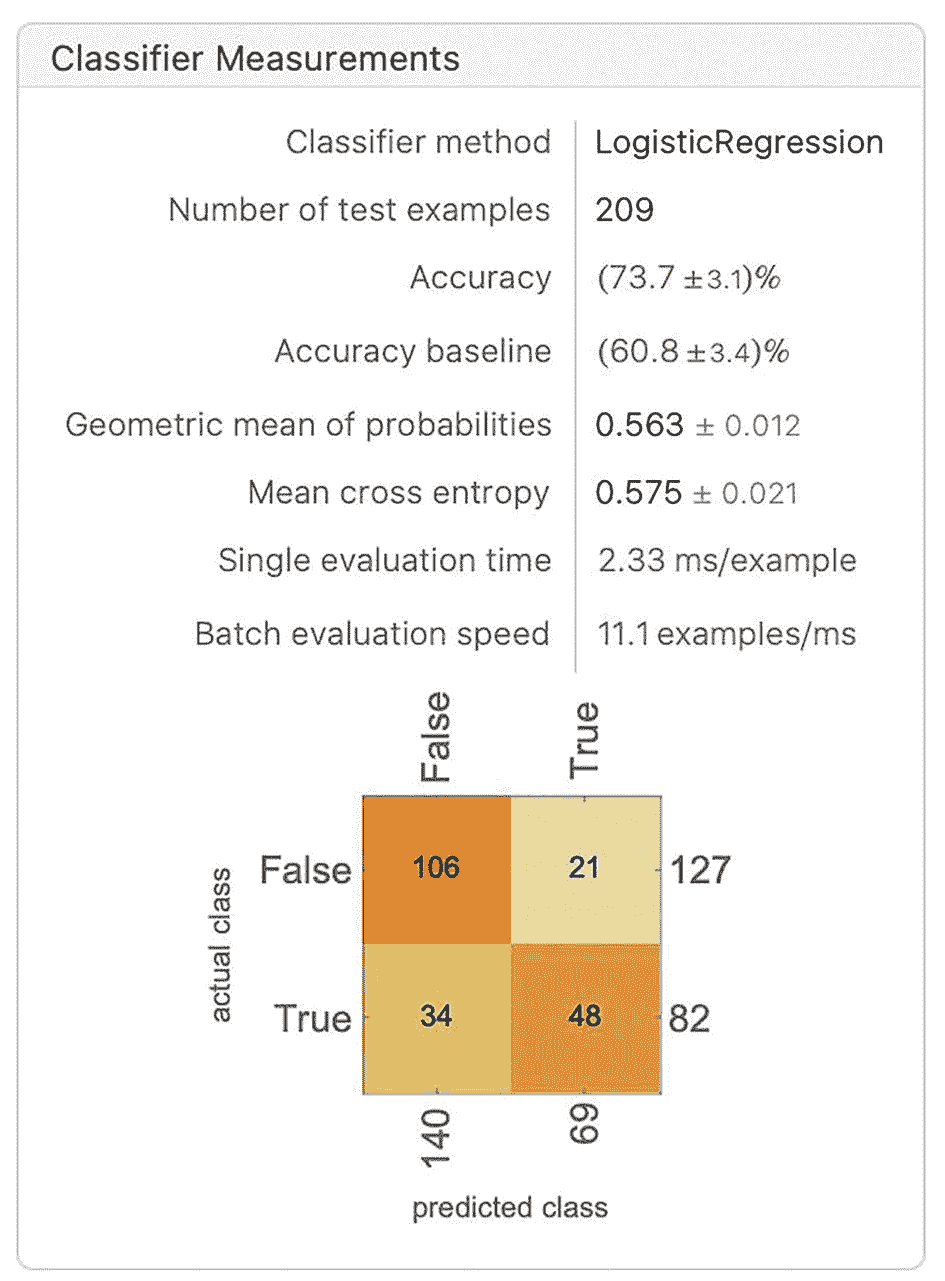 Classifier Measurements
Classifier method LogisticRegression
Number of test examples 209
Accuracy (73.7 ±3.1)%
Accuracy baseline (60.8 ±3.4)%
Geometric mean of probabilities 0.563 ± 0.012
Mean cross entropy 0.575 ± 0.021
Single evaluation time 2.33 ms/example
Batch evaluation speed 11.1 examples/ms
False True
actual class
False 106 21 127
True 34 48 82
140 69
predicted class